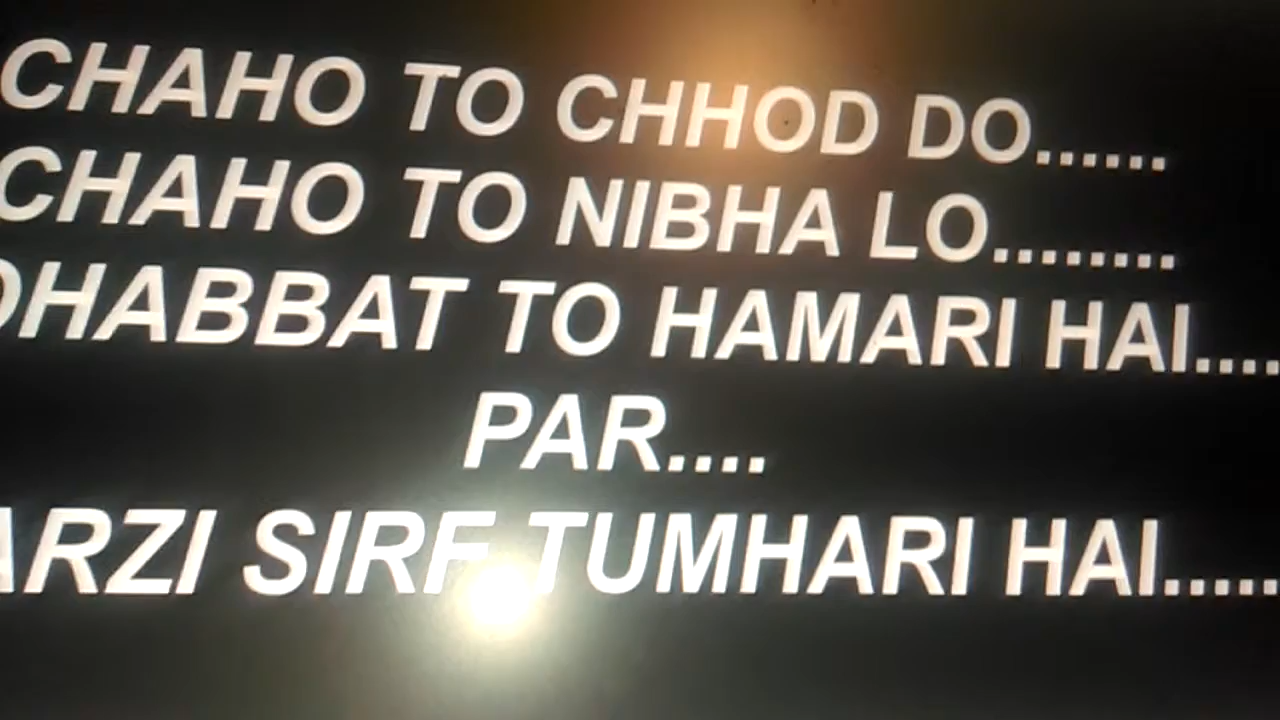 CHAHO TO CHHOD DO......
CHAHO TO NIBHA LO........
OHABBAT TO HAMARI HAI....
PAR....
ARZI SIRF TUMHARI HAI.....